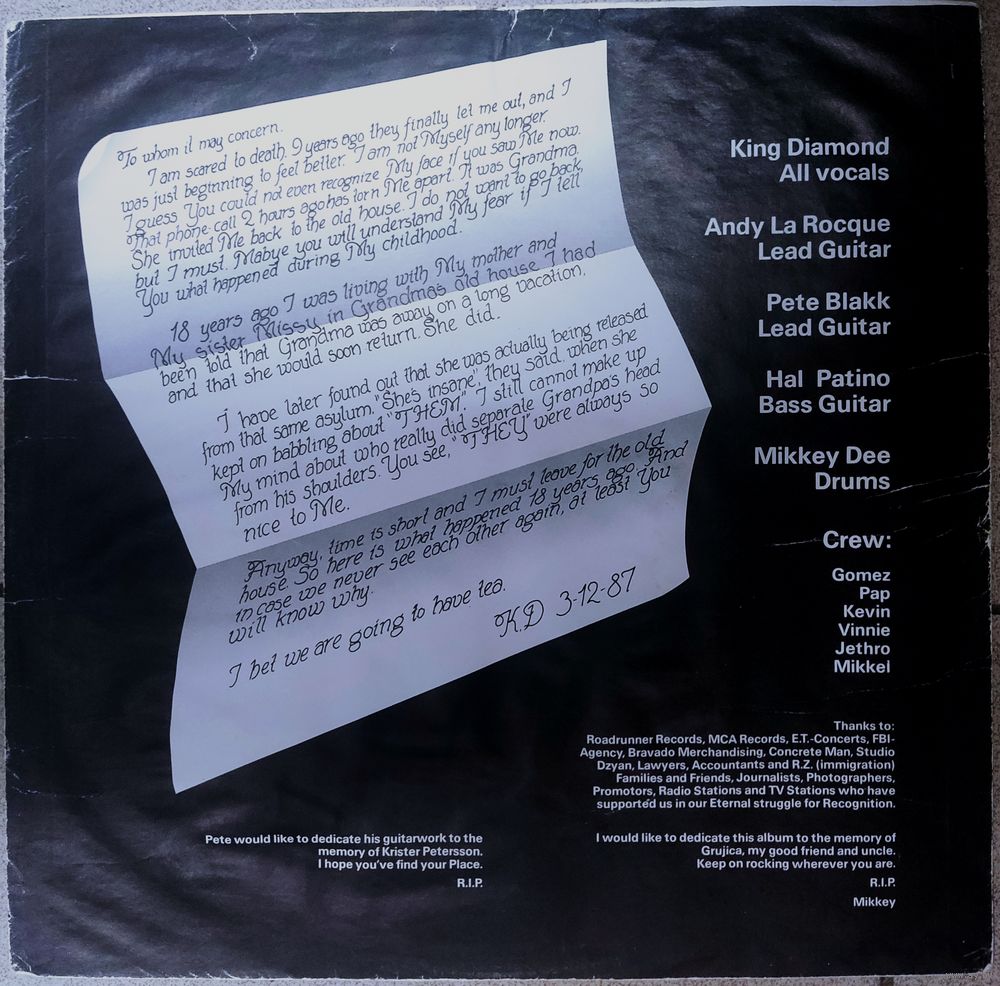 To whom it may concern.
I am scared to death. 9 years ago they finally let me out, and I
was just beginning to feel better. I am not Myself any longer.
I guess You could not even recognize My face if you saw Me now.
That phone-call 2 hours ago has torn Me apart. It was Grandma.
She invited Me back to the old house. I do not want to go back,
but I must. Mabye you will understand My fear if I tell
You what happened during My childhood.
18 years ago I was living with My mother and
My sister Missy in Grandmas old house I had
been told that Grandma was away on a long vacation,
and that she would soon return. She did.
I have later found out that she was actually being released
from that same asylum. "Shes insane," they said, when she
kept on babbling about "THEM". I still cannot make up
My mind about who really did separate Grandpa's head
from his shoulders. You see, "THEY" were always so
nice to Me.
Anyway, time is short and I must leave for the old
house. So here is what happened 18 years ago. And
in case we never see each other again, at least You
will know why.
I bet we are going to have tea.
K.D 3-12-87
King Diamond
All vocals
Andy La Rocque
Lead Guitar
Pete Blakk
Lead Guitar
Hal Patino
Bass Guitar
Mikkey Dee
Drums
Crew:
Gomez
Pap
Kevin
Vinnie
Jethro
Mikkel
Thanks to:
Roadrunner Records, MCA Records, E.T.-Concerts, FBI-
Agency, Bravado Merchandising, Concrete Man, Studio
Dzyan, Lawyers, Accountants and R.Z. (immigration)
Families and Friends, Journalists, Photographers,
Promotors, Radio Stations and TV Stations who have
supported us in our Eternal struggle for Recognition.
Pete would like to dedicate his guitarwork to the
memory of Krister Petersson.
I hope you've find your Place.
R.I.P.
I would like to dedicate this album to the memory of
Grujica, my good friend and uncle.
Keep on rocking wherever you are.
R.I.P.
Mikkey